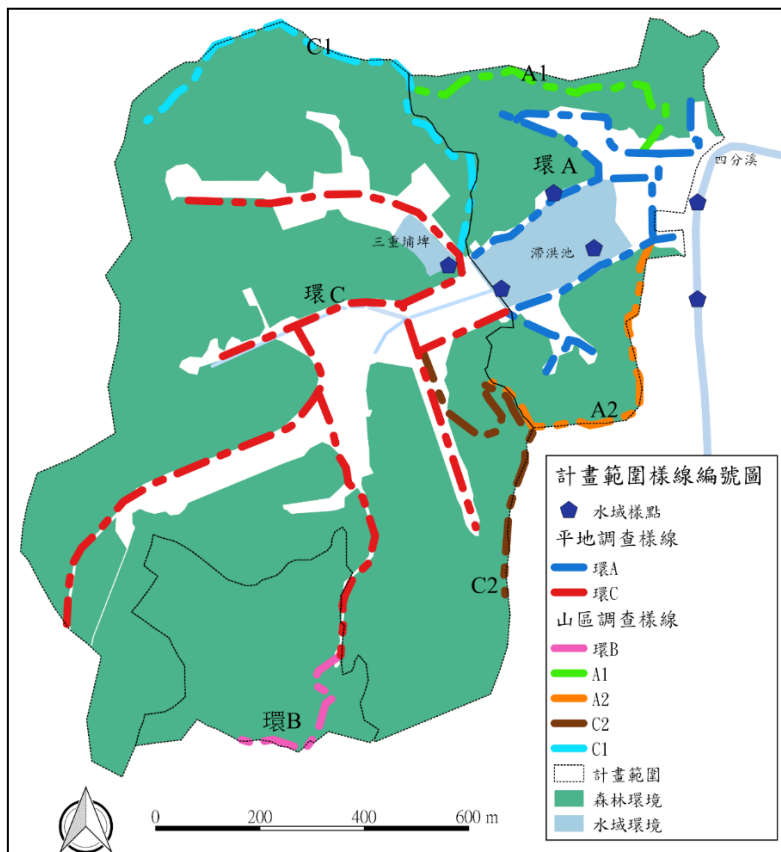 C1
A1
四分溪
環A
三重埔埤
滯洪池
環C
A2
C2
環B
計畫範圍樣線編號圖
水域樣點
平地調查樣線
環A
環C
山區調查樣線
環B
A1
A2
C2
C1
計畫範圍
森林環境
水域環境
0 200 400 600 m